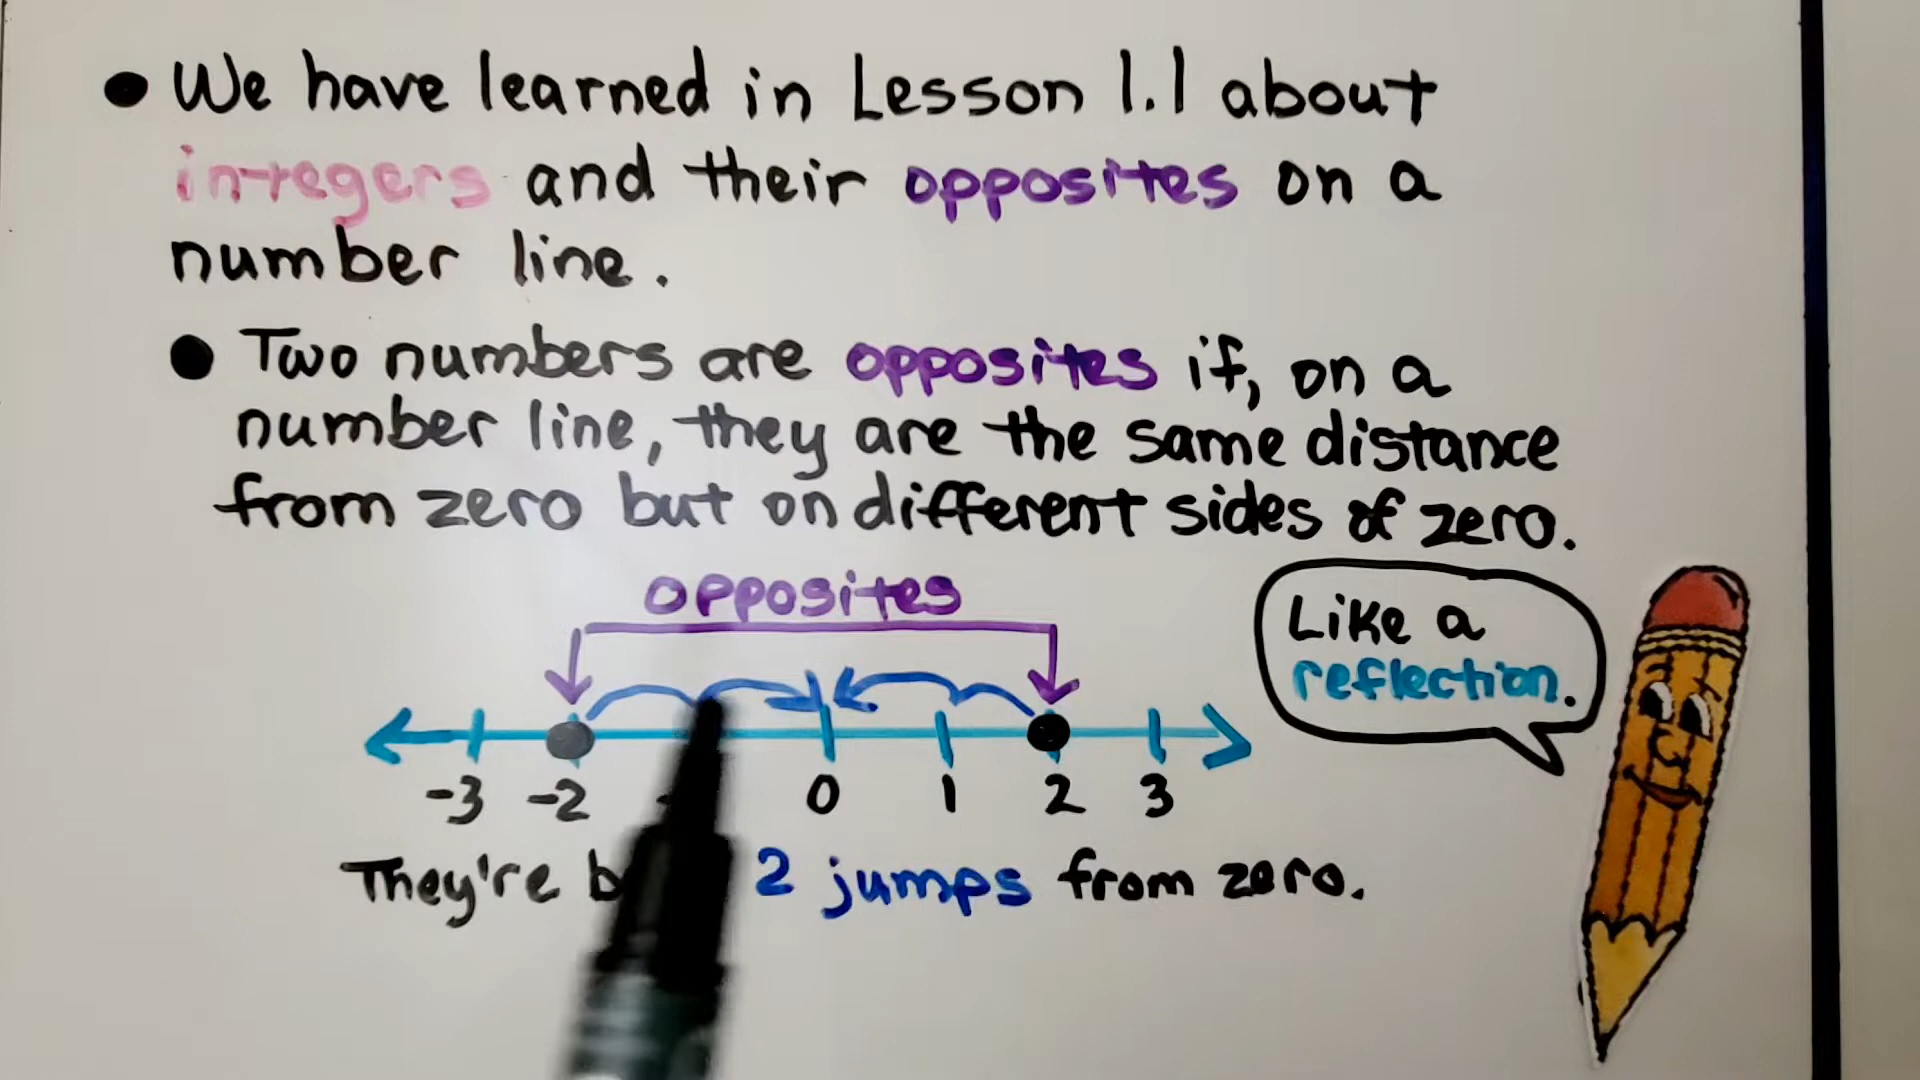 We have learned in Lesson 1.1 about
integers and their opposites on a
number line.
Two numbers are opposites if, on a
number line, they are the same distance
from zero but on different sides of zero.
opposites
Like a
reflection.
-3 -2 0 1 2 3
They're 2 jumps from zero.